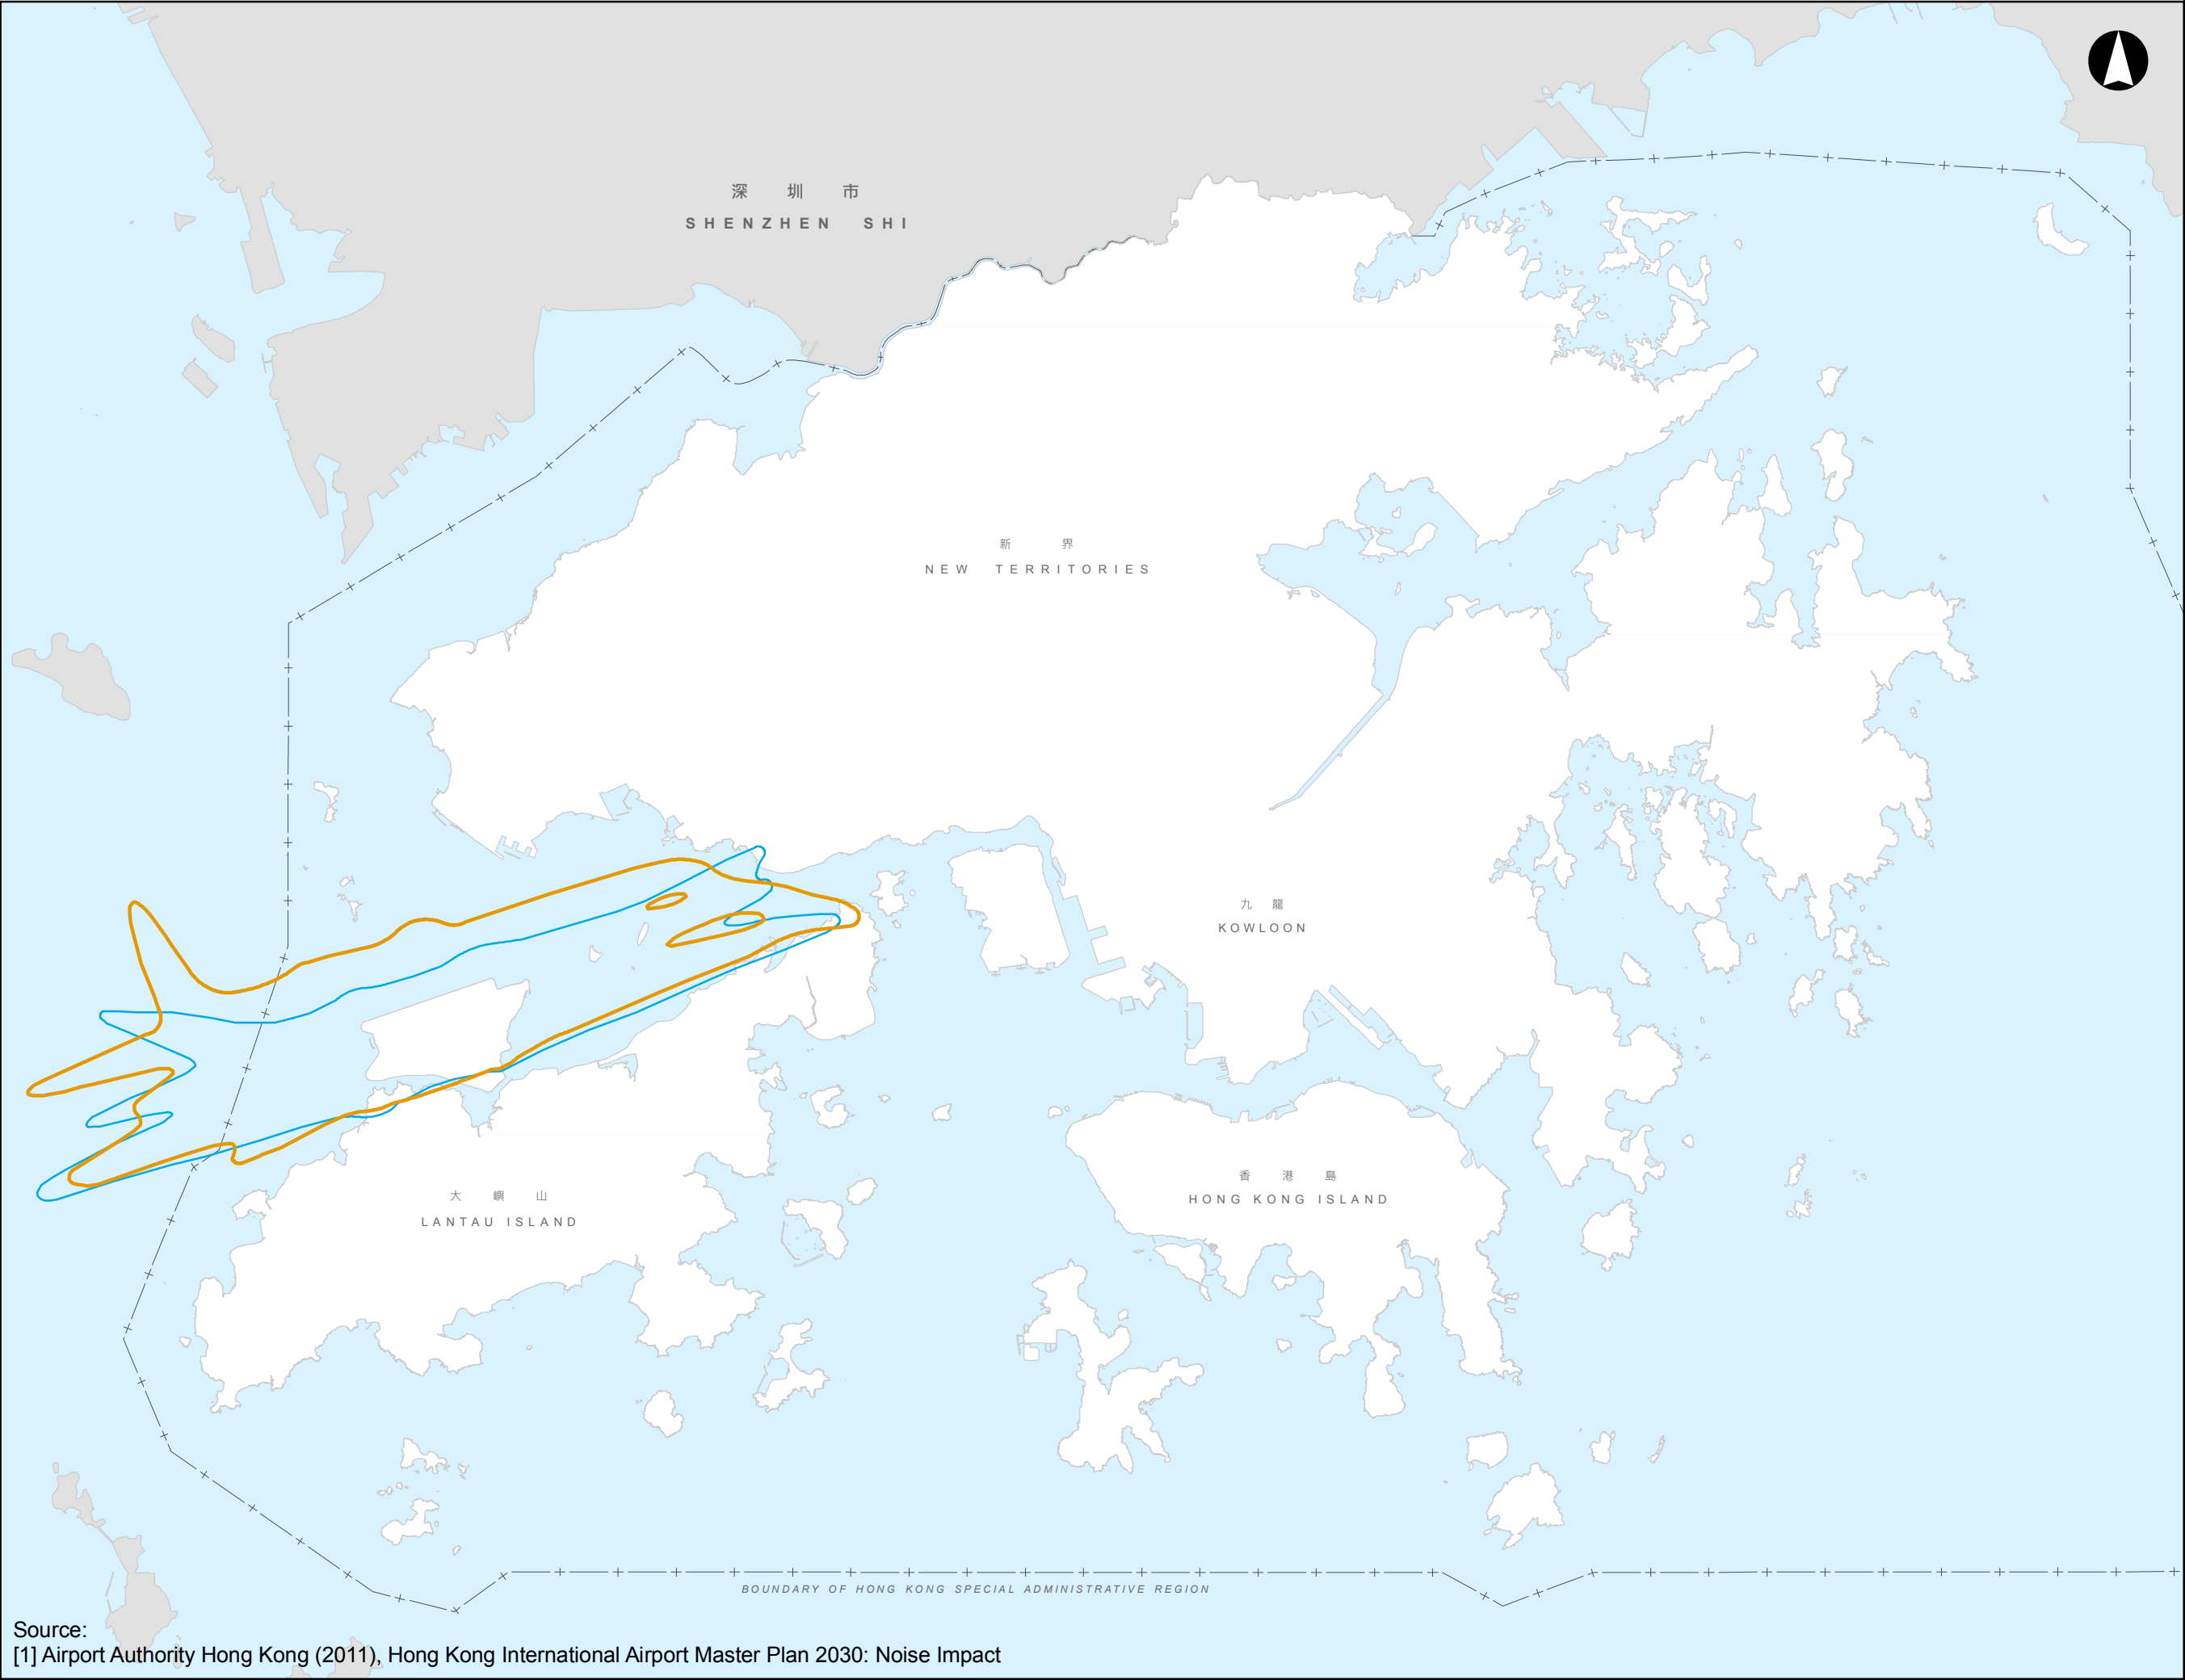 深 圳 市
SHENZHEN SHI
新 界
NEW TERRITORIES
九 龍
KOWLOON
香 港 島
HONG KONG ISLAND
大 嶼 山
LANTAU ISLAND
BOUNDARY OF HONG KONG SPECIAL ADMINISTRATIVE REGION
Source:
[1] Airport Authority Hong Kong (2011), Hong Kong International Airport Master Plan 2030: Noise Impact